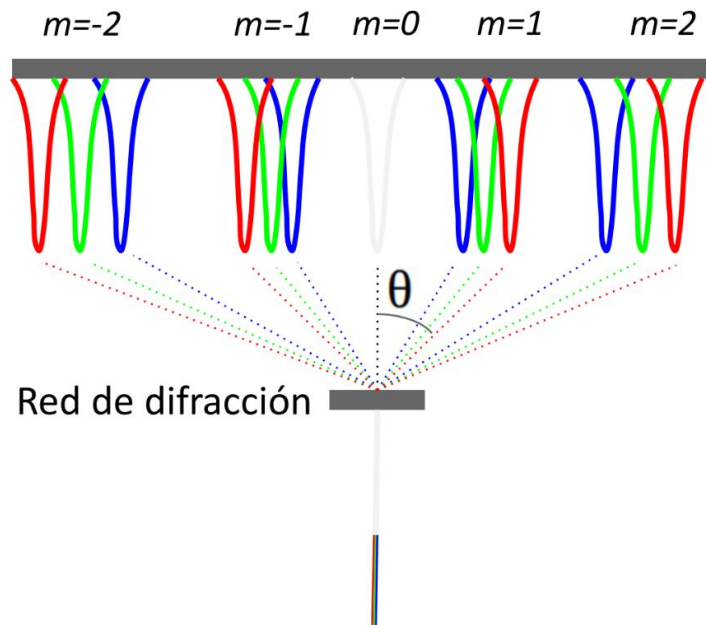 m=-2 m=-1 m=0 m=1 m=2
θ
Red de difracción